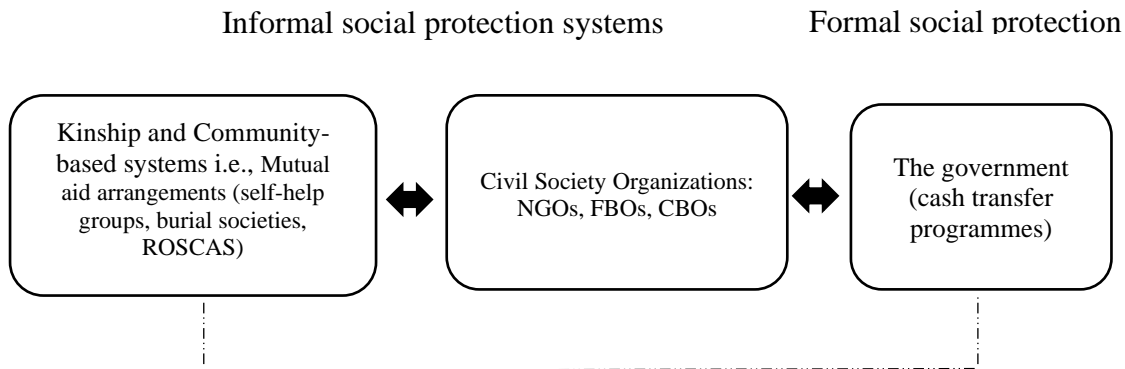 Informal social protection systems
Formal social protection
Kinship and Community-
based systems i.e., Mutual
aid arrangements (self-help
groups, burial societies,
ROSCAS)
Civil Society Organizations:
NGOs, FBOs, CBOs
The government
(cash transfer
programmes)